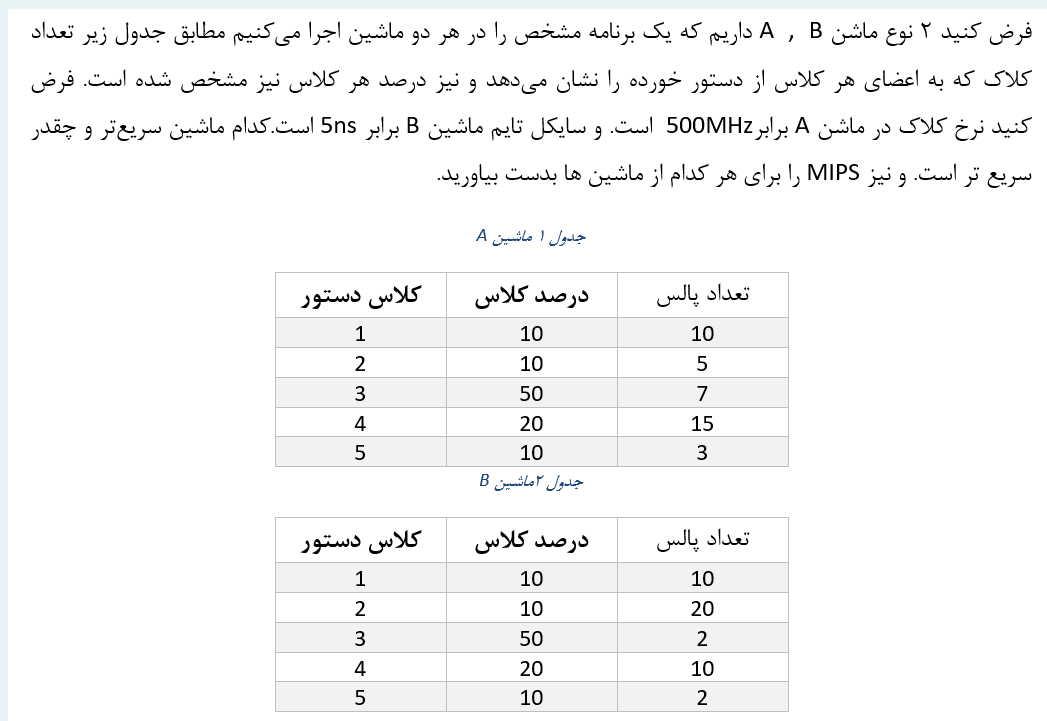 فرض کنید ۲ نوع ماشن A , B داریم که یک برنامه مشخص را در هر دو ماشین اجرا می‌کنیم مطابق جدول زیر تعداد
کلاک که به اعضای هر کلاس از دستور خورده را نشان می‌دهد و نیز درصد هر کلاس نیز مشخص شده است. فرض
کنید نرخ کلاک در ماشن A برابر500MHz است. و سایکل تایم ماشین B برابر 5ns است.کدام ماشین سریع‌تر و چقدر
سریع تر است. و نیز MIPS را برای هر کدام از ماشین ها بدست بیاورید.
جدول ۱ ماشین A
کلاس دستور درصد کلاس تعداد پالس
1 10 10
2 10 5
3 50 7
4 20 15
5 10 3
جدول ۲ماشین B
کلاس دستور درصد کلاس تعداد پالس
1 10 10
2 10 20
3 50 2
4 20 10
5 10 2